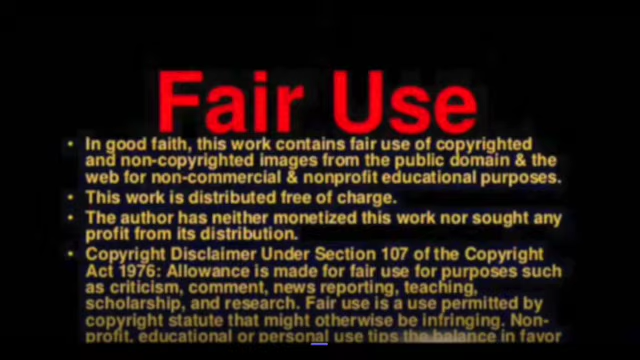 Fair Use
• In good faith, this work contains fair use of copyrighted
and non-copyrighted images from the public domain & the
web for non-commercial & nonprofit educational purposes.
• This work is distributed free of charge.
• The author has neither monetized this work nor sought any
profit from its distribution.
• Copyright Disclaimer Under Section 107 of the Copyright
Act 1976: Allowance is made for fair use for purposes such
as criticism, comment, news reporting, teaching,
scholarship, and research. Fair use is a use permitted by
copyright statute that might otherwise be infringing. Non-
profit, educational or personal use tips the balance in favor